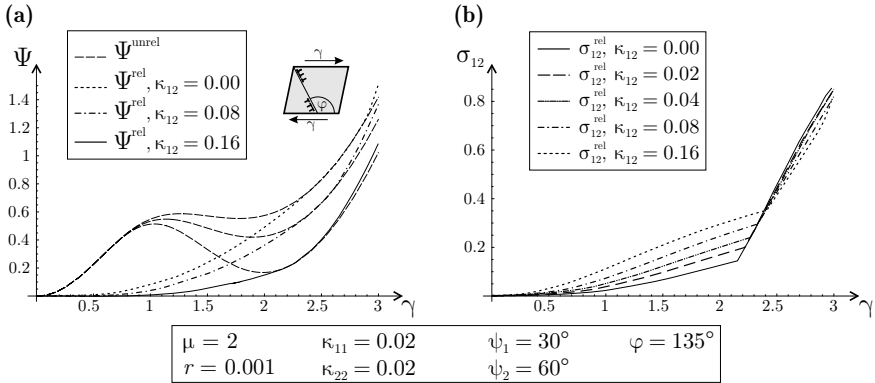 (a)
Ψ
Ψ^unrel
Ψ^rel, κ₁₂ = 0.00
Ψ^rel, κ₁₂ = 0.08
Ψ^rel, κ₁₂ = 0.16
γ
φ
γ
1.4
1.2
1
0.8
0.6
0.4
0.2
0.5 1 1.5 2 2.5 3 γ
(b)
σ₁₂
σ₁₂^rel, κ₁₂ = 0.00
σ₁₂^rel, κ₁₂ = 0.02
σ₁₂^rel, κ₁₂ = 0.04
σ₁₂^rel, κ₁₂ = 0.08
σ₁₂^rel, κ₁₂ = 0.16
0.8
0.6
0.4
0.2
0.5 1 1.5 2 2.5 3 γ
μ = 2 κ₁₁ = 0.02 ψ₁ = 30° φ = 135°
r = 0.001 κ₂₂ = 0.02 ψ₂ = 60°